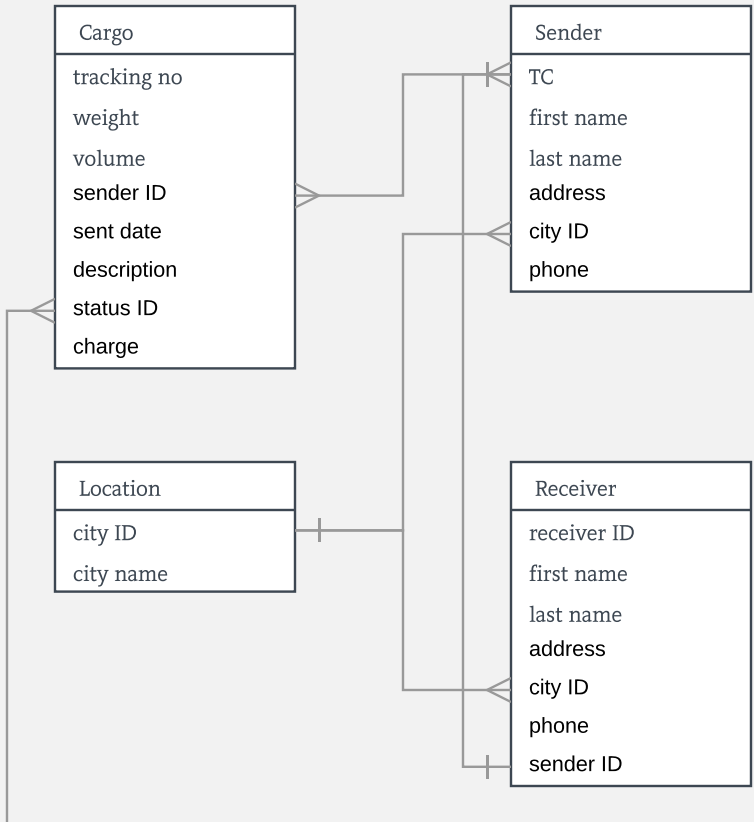 Cargo
tracking no
weight
volume
sender ID
sent date
description
status ID
charge
Sender
TC
first name
last name
address
city ID
phone
Location
city ID
city name
Receiver
receiver ID
first name
last name
address
city ID
phone
sender ID